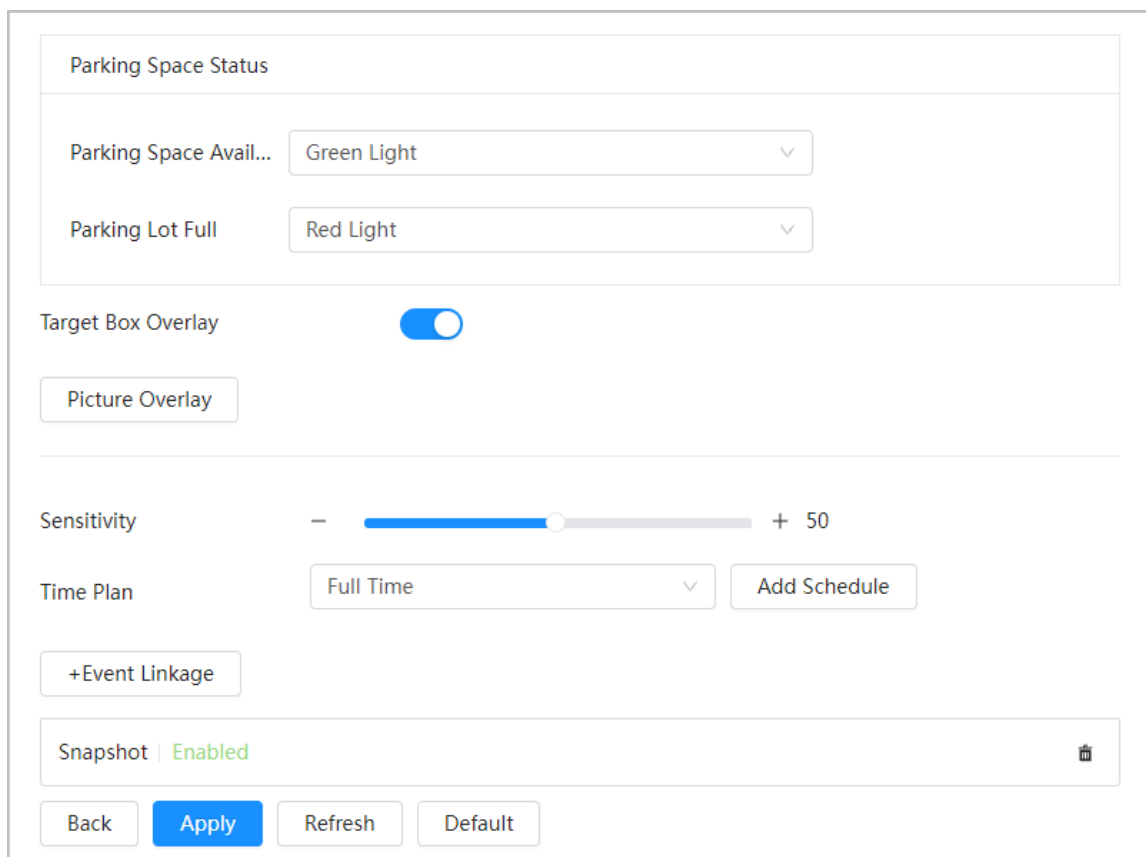 Parking Space Status
Parking Space Avail... Green Light
Parking Lot Full Red Light
Target Box Overlay
Picture Overlay
Sensitivity − + 50
Time Plan Full Time Add Schedule
+Event Linkage
Snapshot Enabled
Back Apply Refresh Default